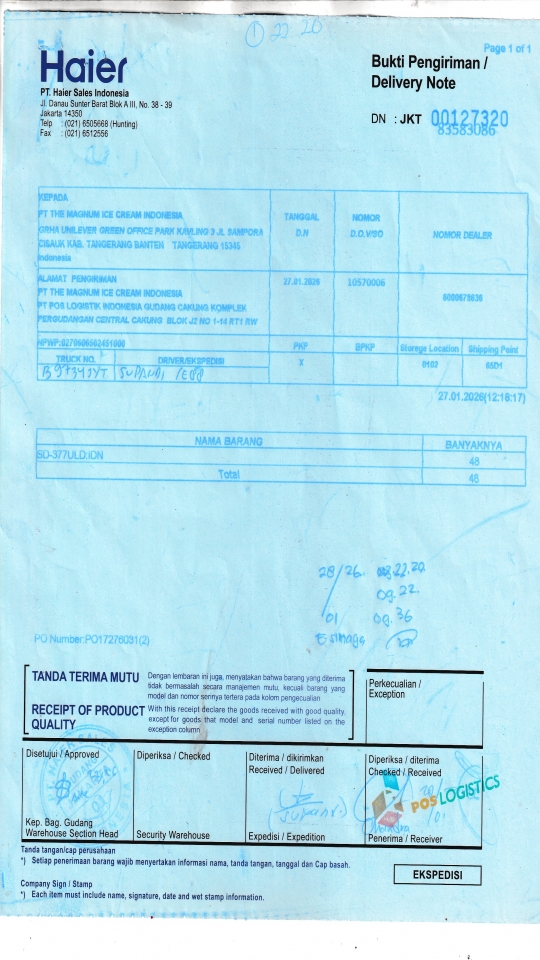 ① 22.20
Page 1 of 1
Haier
Bukti Pengiriman /
Delivery Note
PT. Haier Sales Indonesia
Jl. Danau Sunter Barat Blok A III, No. 38 - 39
Jakarta 14350
Telp : (021) 6505668 (Hunting)
Fax : (021) 6512556
DN : JKT 00127320
83583086
KEPADA
PT THE MAGNUM ICE CREAM INDONESIA
GRHA UNILEVER GREEN OFFICE PARK KAVLING 3 JL SAMPORA
CISAUK KAB. TANGERANG BANTEN TANGERANG 15345
Indonesia
TANGGAL
D.N
NOMOR
D.O.V/SO
NOMOR DEALER
ALAMAT PENGIRIMAN
PT THE MAGNUM ICE CREAM INDONESIA
PT POS LOGISTIK INDONESIA GUDANG CAKUNG KOMPLEK
PERGUDANGAN CENTRAL CAKUNG BLOK J2 NO 1-14 RT1 RW
27.01.2026
10570006
NPWP:
TRUCK NO.
DRIVER/EKSPEDISI
PKP
BPKP
Storage Location
Shipping Point
X
0102
65D1
27.01.2026(12:18:17)
NAMA BARANG
BANYAKNYA
SD-377ULD.IDN
48
Total
48
28/26
01
09.22
09.36
PO Number:PO17276031(2)
TANDA TERIMA MUTU
Dengan lembaran ini juga, menyatakan bahwa barang yang diterima
tidak bermasalah secara manajemen mutu, kecuali barang yang
model dan nomor serinya tertera pada kolom pengecualian
RECEIPT OF PRODUCT
QUALITY
With this receipt declare the goods received with good quality,
except for goods that model and serial number listed on the
exception column
Perkecualian /
Exception
Disetujui / Approved
Diperiksa / Checked
Diterima / dikirimkan
Received / Delivered
Diperiksa / diterima
Checked / Received
POS LOGISTICS
Kep. Bag. Gudang
Warehouse Section Head
Security Warehouse
Expedisi / Expedition
Penerima / Receiver
Tanda tangan/cap perusahaan
*) Setiap penerimaan barang wajib menyertakan informasi nama, tanda tangan, tanggal dan Cap basah.
EKSPEDISI
Company Sign / Stamp
*) Each item must include name, signature, date and wet stamp information.